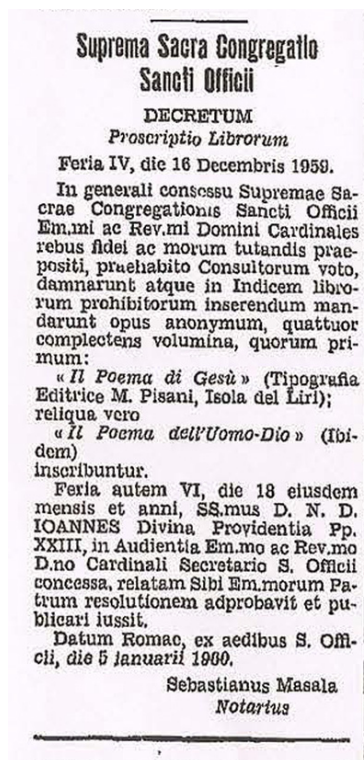 Suprema Sacra Congregatio
Sancti Officii
DECRETUM
Proscriptio Librorum
Feria IV, die 16 Decembris 1959.
In generali consessu Supremae Sa-
crae Congregationis Sancti Officii
Em.mi ac Rev.mi Domini Cardinales
rebus fidei ac morum tutandis prae-
positi, praehabito Consultorum voto,
damnarunt atque in Indicem libro-
rum prohibitorum inserendum man-
darunt opus anonymum, quattuor
complectens volumina, quorum pri-
mum:
« Il Poema di Gesù » (Tipografia
Editrice M. Pisani, Isola del Liri);
reliqua vero
« Il Poema dell'Uomo-Dio » (Ibi-
dem)
inscribuntur.
Feria autem VI, die 18 eiusdem
mensis et anni, SS.mus D. N. D.
IOANNES Divina Providentia Pp.
XXIII, in Audientia Em.mo ac Rev.mo
D.no Cardinali Secretario S. Officii
concessa, relatam Sibi Em.morum Pa-
trum resolutionem adprobavit et pu-
blicari iussit.
Datum Romae, ex aedibus S. Offi-
cii, die 5 ianuarii 1960.
Sebastianus Masala
Notarius